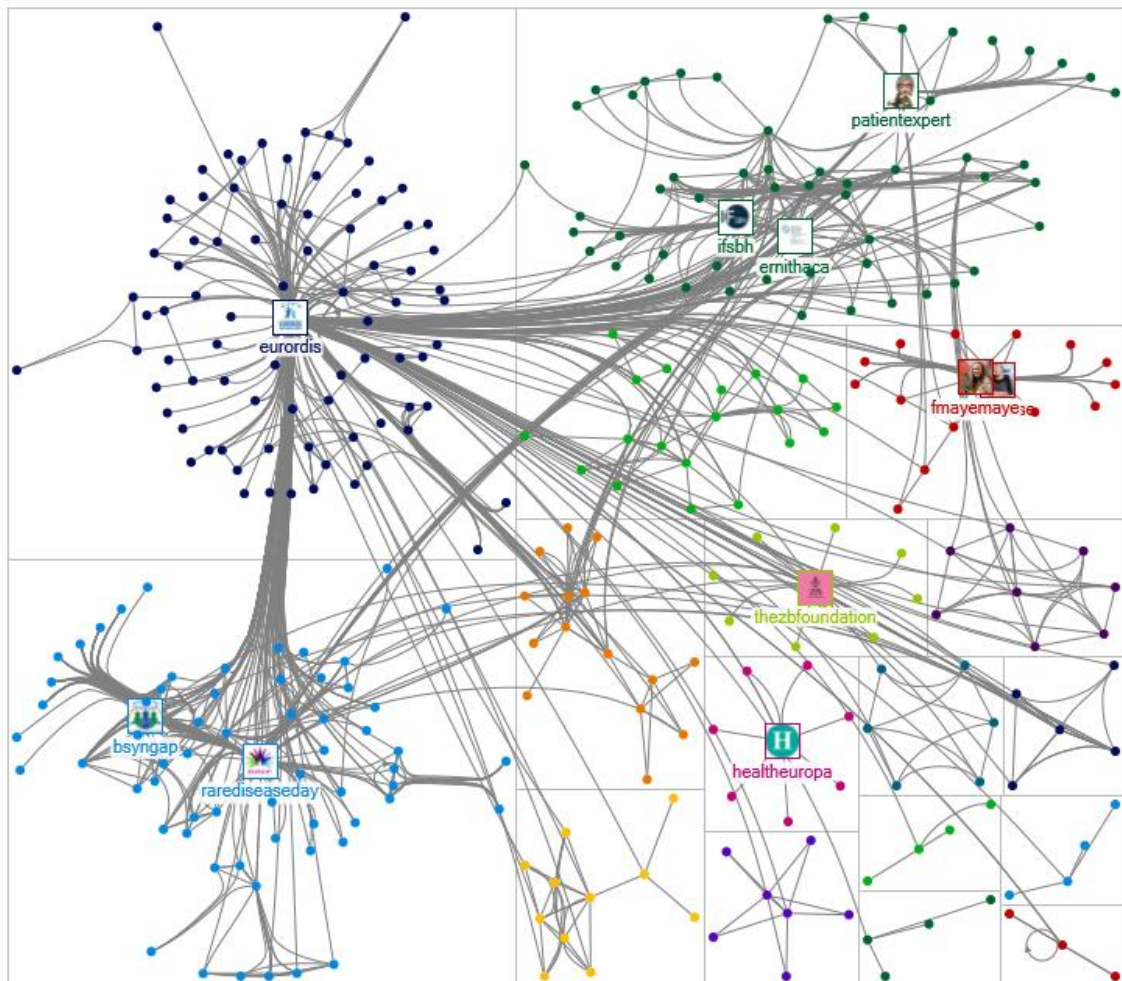 patientexpert
ifsbh
ernithaca
eurordis
fmayemaye
thezbfoundation
bsyngap
rarediseaseday
H
healtheuropa